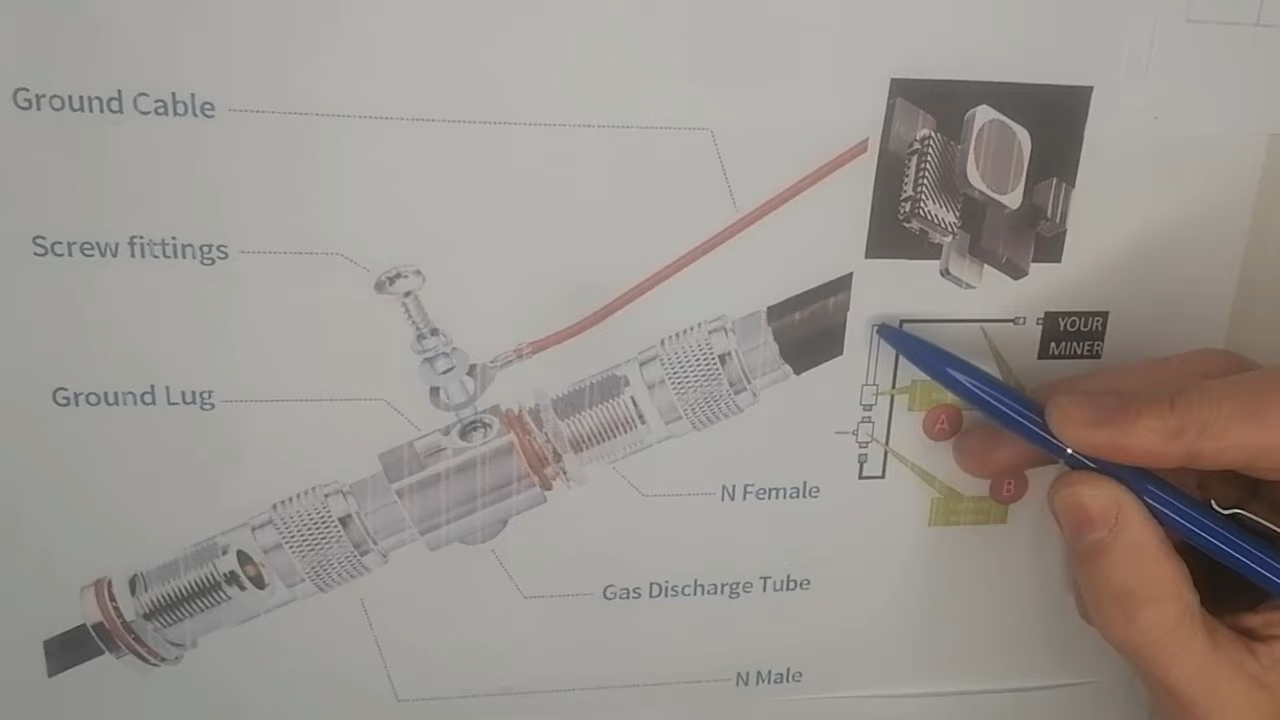 Ground Cable
Screw fittings
Ground Lug
N Female
Gas Discharge Tube
N Male
YOUR
MINER
A
B